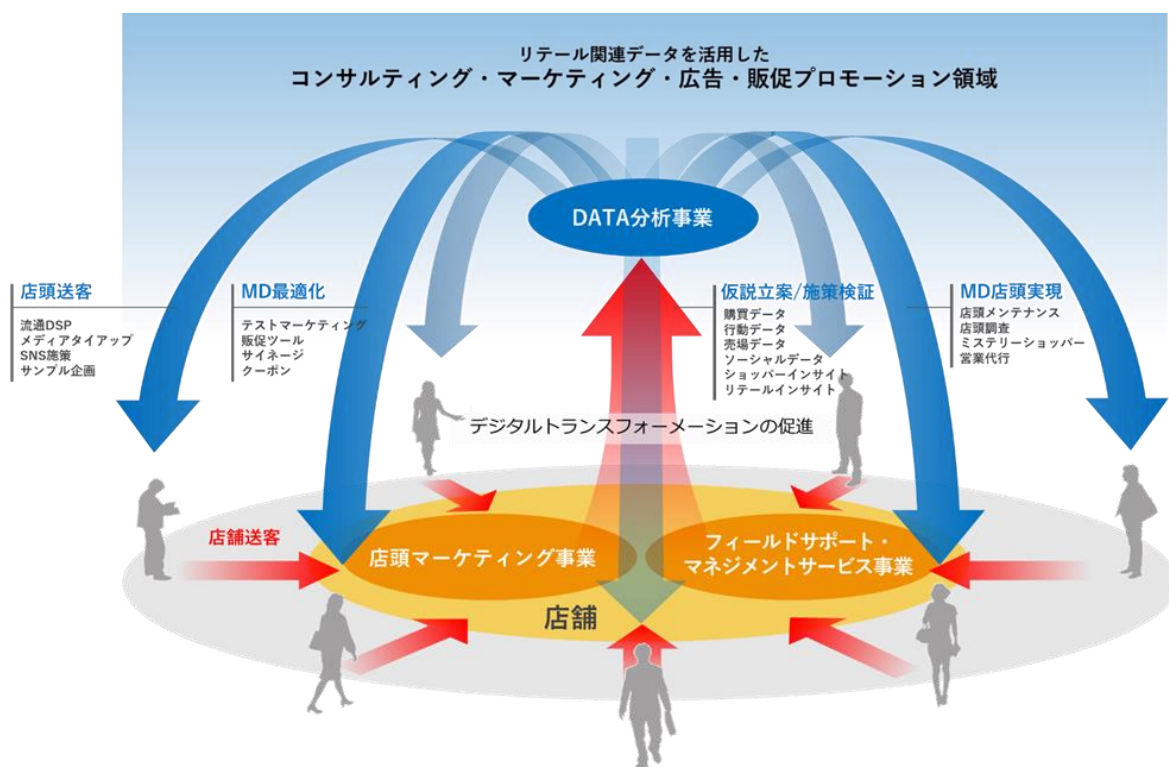 リテール関連データを活用した
コンサルティング・マーケティング・広告・販促プロモーション領域
DATA分析事業
店頭送客
流通DSP
メディアタイアップ
SNS施策
サンプル企画
MD最適化
テストマーケティング
販促ツール
サイネージ
クーポン
仮説立案/施策検証
購買データ
行動データ
売場データ
ソーシャルデータ
ショッパーインサイト
リテールインサイト
MD店頭実現
店頭メンテナンス
店頭調査
ミステリーショッパー
営業代行
デジタルトランスフォーメーションの促進
店舗送客
店頭マーケティング事業
フィールドサポート・
マネジメントサービス事業
店舗